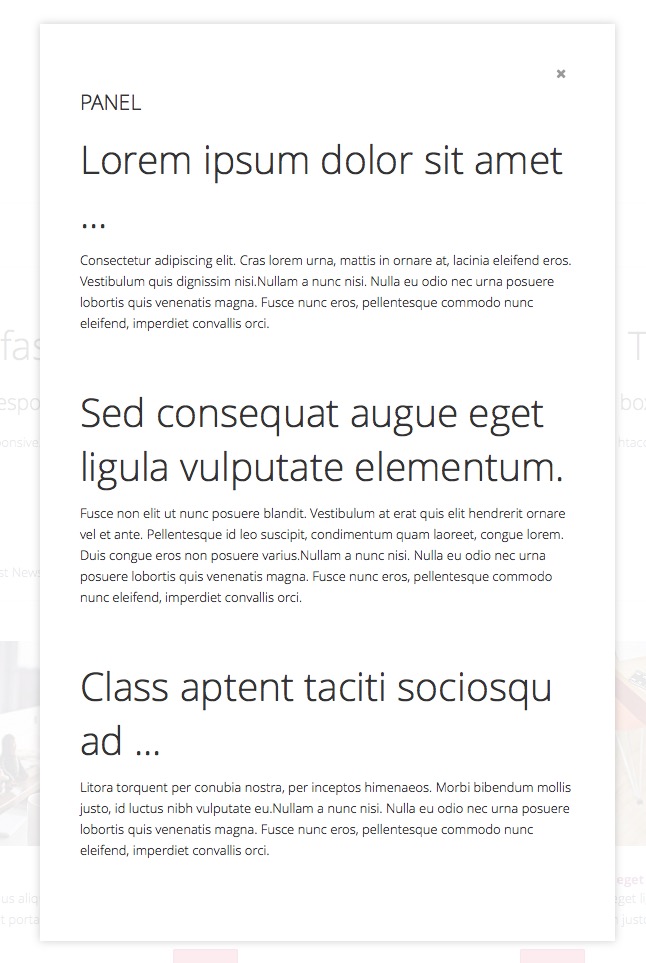 PANEL
Lorem ipsum dolor sit amet
...
Consectetur adipiscing elit. Cras lorem urna, mattis in ornare at, lacinia eleifend eros.
Vestibulum quis dignissim nisi.Nullam a nunc nisi. Nulla eu odio nec urna posuere
lobortis quis venenatis magna. Fusce nunc eros, pellentesque commodo nunc
eleifend, imperdiet convallis orci.
Sed consequat augue eget
ligula vulputate elementum.
Fusce non elit ut nunc posuere blandit. Vestibulum at erat quis elit hendrerit ornare
vel et ante. Pellentesque id leo suscipit, condimentum quam laoreet, congue lorem.
Duis congue eros non posuere varius.Nullam a nunc nisi. Nulla eu odio nec urna
posuere lobortis quis venenatis magna. Fusce nunc eros, pellentesque commodo
nunc eleifend, imperdiet convallis orci.
Class aptent taciti sociosqu
ad ...
Litora torquent per conubia nostra, per inceptos himenaeos. Morbi bibendum mollis
justo, id luctus nibh vulputate eu.Nullam a nunc nisi. Nulla eu odio nec urna posuere
lobortis quis venenatis magna. Fusce nunc eros, pellentesque commodo nunc
eleifend, imperdiet convallis orci.
eget